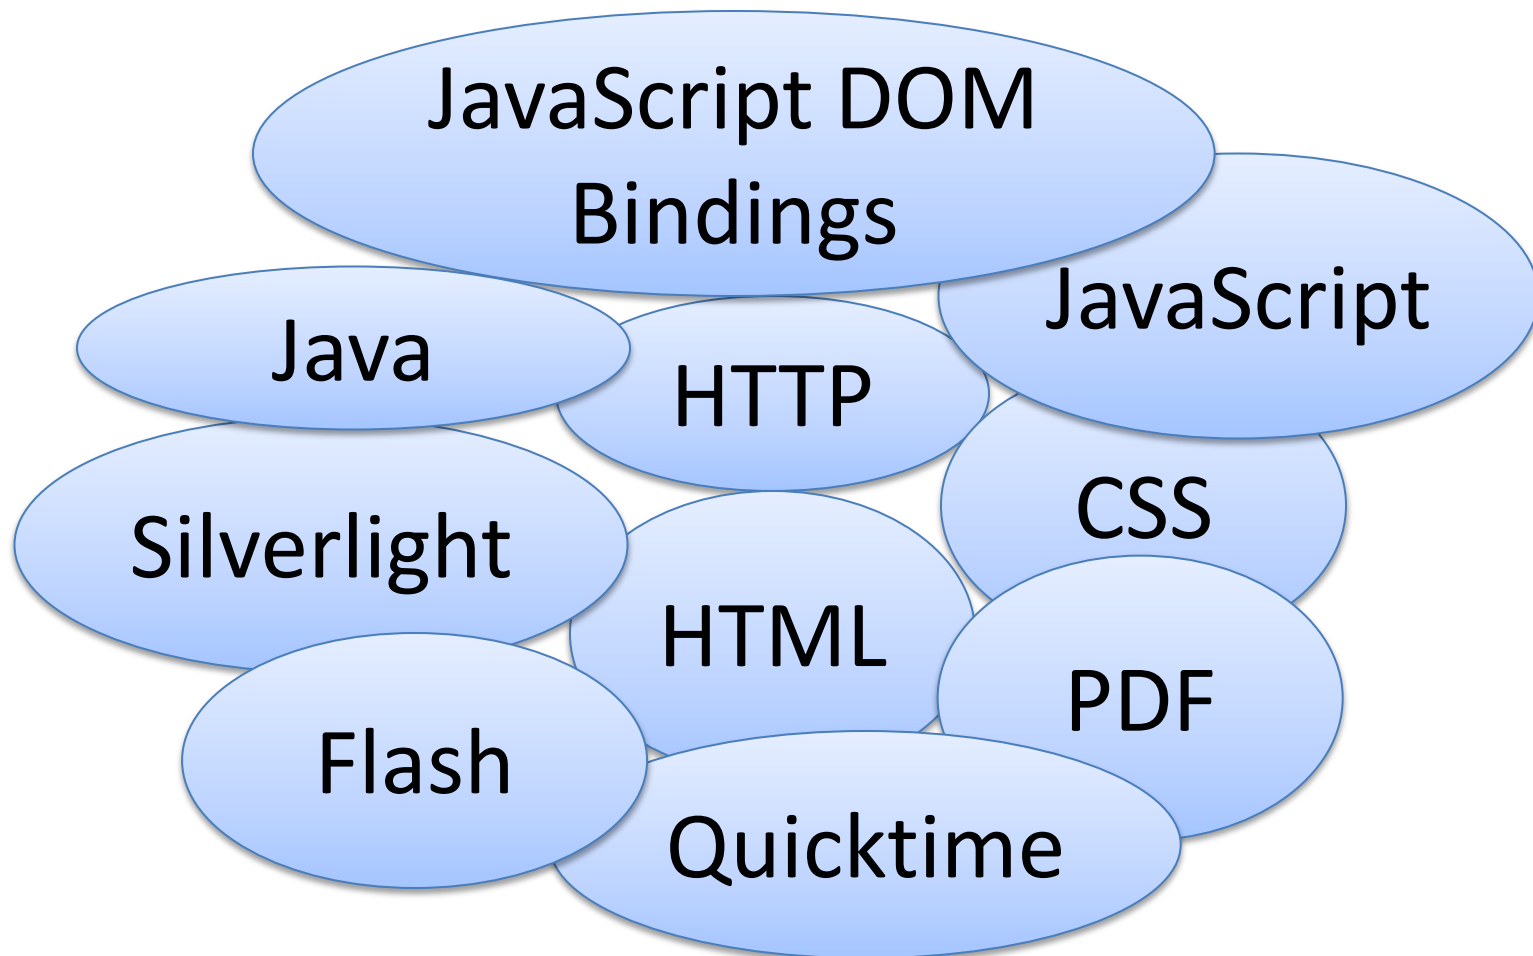 JavaScript DOM
Bindings
JavaScript
Java
HTTP
CSS
Silverlight
HTML
PDF
Flash
Quicktime